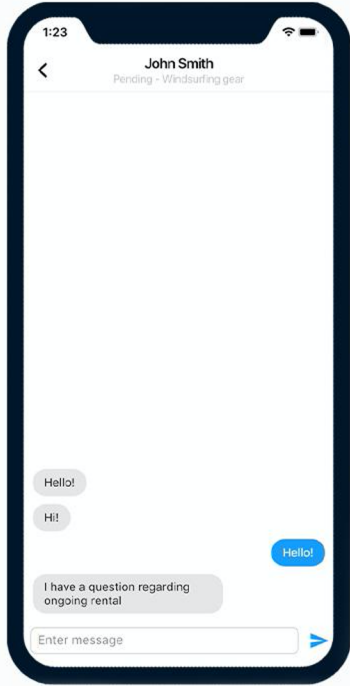 1:23
John Smith
Pending - Windsurfing gear
Hello!
Hi!
Hello!
I have a question regarding
ongoing rental
Enter message